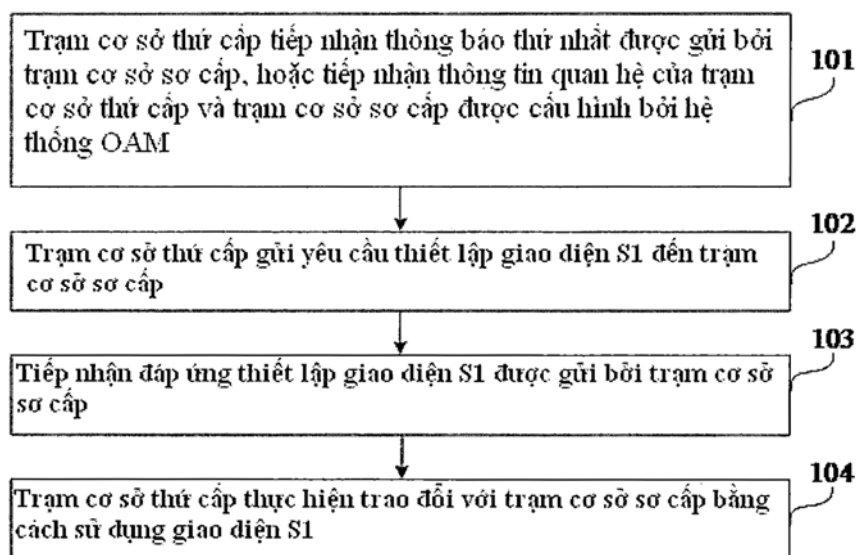 Trạm cơ sở thứ cấp tiếp nhận thông báo thứ nhất được gửi bởi
trạm cơ sở sơ cấp, hoặc tiếp nhận thông tin quan hệ của trạm
cơ sở thứ cấp và trạm cơ sở sơ cấp được cấu hình bởi hệ
thống OAM
101
Trạm cơ sở thứ cấp gửi yêu cầu thiết lập giao diện S1 đến trạm
cơ sở sơ cấp
102
Tiếp nhận đáp ứng thiết lập giao diện S1 được gửi bởi trạm cơ sở
sơ cấp
103
Trạm cơ sở thứ cấp thực hiện trao đổi với trạm cơ sở sơ cấp bằng
cách sử dụng giao diện S1
104